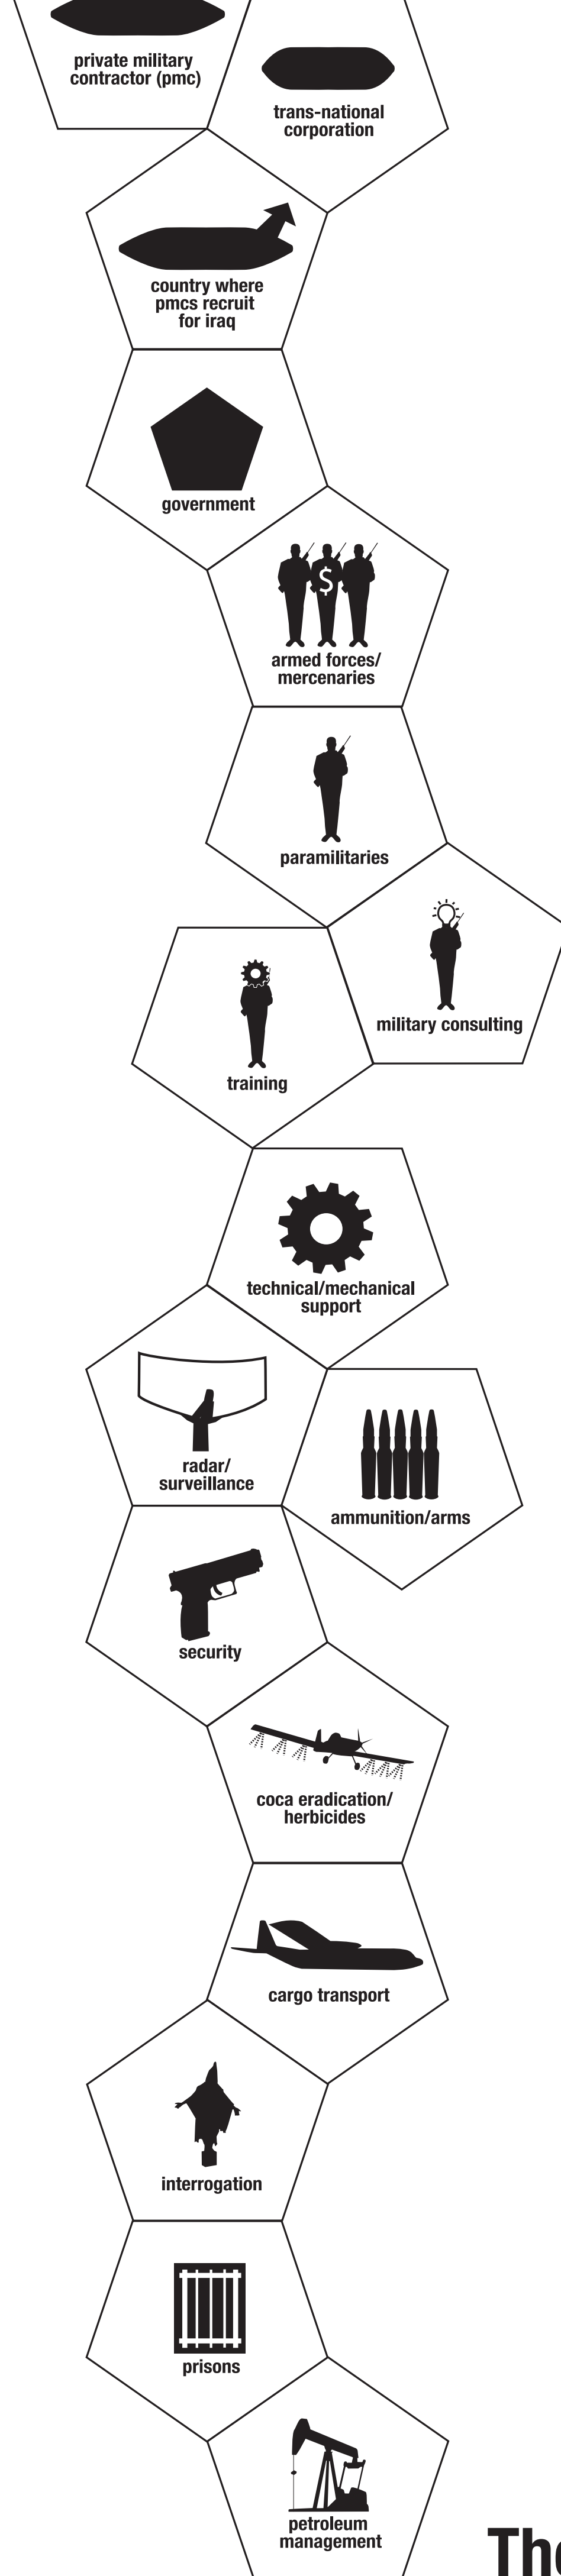 private military
contractor (pmc)
trans-national
corporation
country where
pmcs recruit
for iraq
government
$
armed forces/
mercenaries
paramilitaries
military consulting
training
technical/mechanical
support
radar/
surveillance
ammunition/arms
security
coca eradication/
herbicides
cargo transport
interrogation
prisons
petroleum
management
The